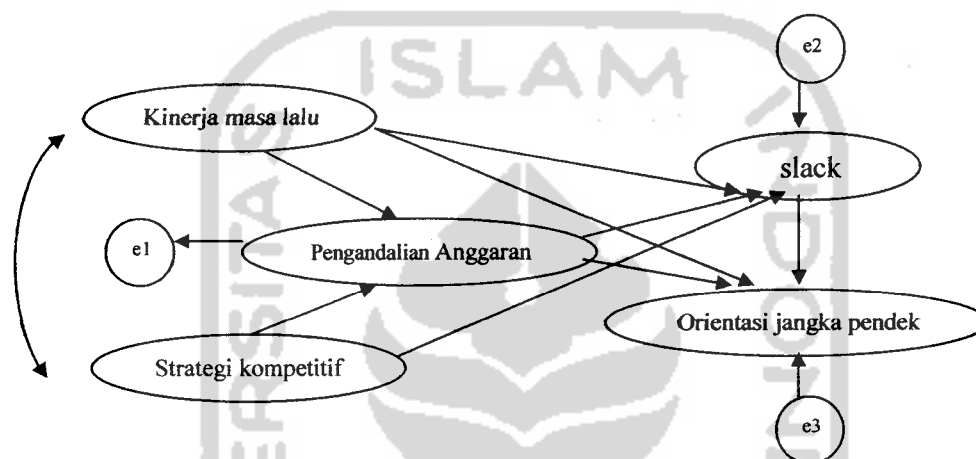 ISLAM
e2
Kinerja masa lalu
slack
e1
Pengandalian Anggaran
Orientasi jangka pendek
Strategi kompetitif
e3